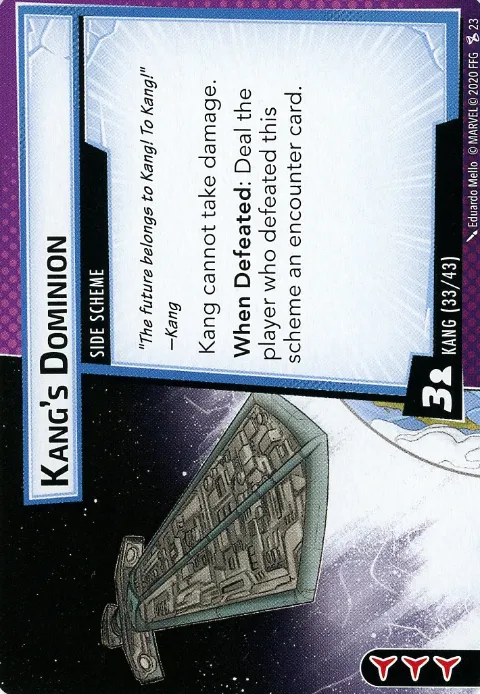 KANG'S DOMINION
SIDE SCHEME
"The future belongs to Kang! To Kang!"
—Kang
Kang cannot take damage.
When Defeated: Deal the
player who defeated this
scheme an encounter card.
3
KANG (33/43)
Eduardo Mello © MARVEL © 2020 FFG 23